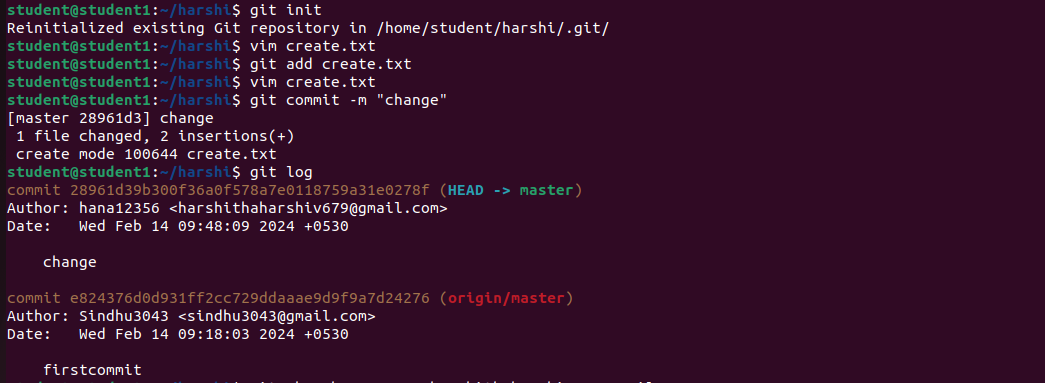 student@student1:~/harshi$ git init
Reinitialized existing Git repository in /home/student/harshi/.git/
student@student1:~/harshi$ vim create.txt
student@student1:~/harshi$ git add create.txt
student@student1:~/harshi$ vim create.txt
student@student1:~/harshi$ git commit -m "change"
[master 28961d3] change
 1 file changed, 2 insertions(+)
 create mode 100644 create.txt
student@student1:~/harshi$ git log
commit 28961d39b300f36a0f578a7e0118759a31e0278f (HEAD -> master)
Author: hana12356 <harshithaharshiv679@gmail.com>
Date:   Wed Feb 14 09:48:09 2024 +0530
    change
commit e824376d0d931ff2cc729ddaaae9d9f9a7d24276 (origin/master)
Author: Sindhu3043 <sindhu3043@gmail.com>
Date:   Wed Feb 14 09:18:03 2024 +0530
    firstcommit